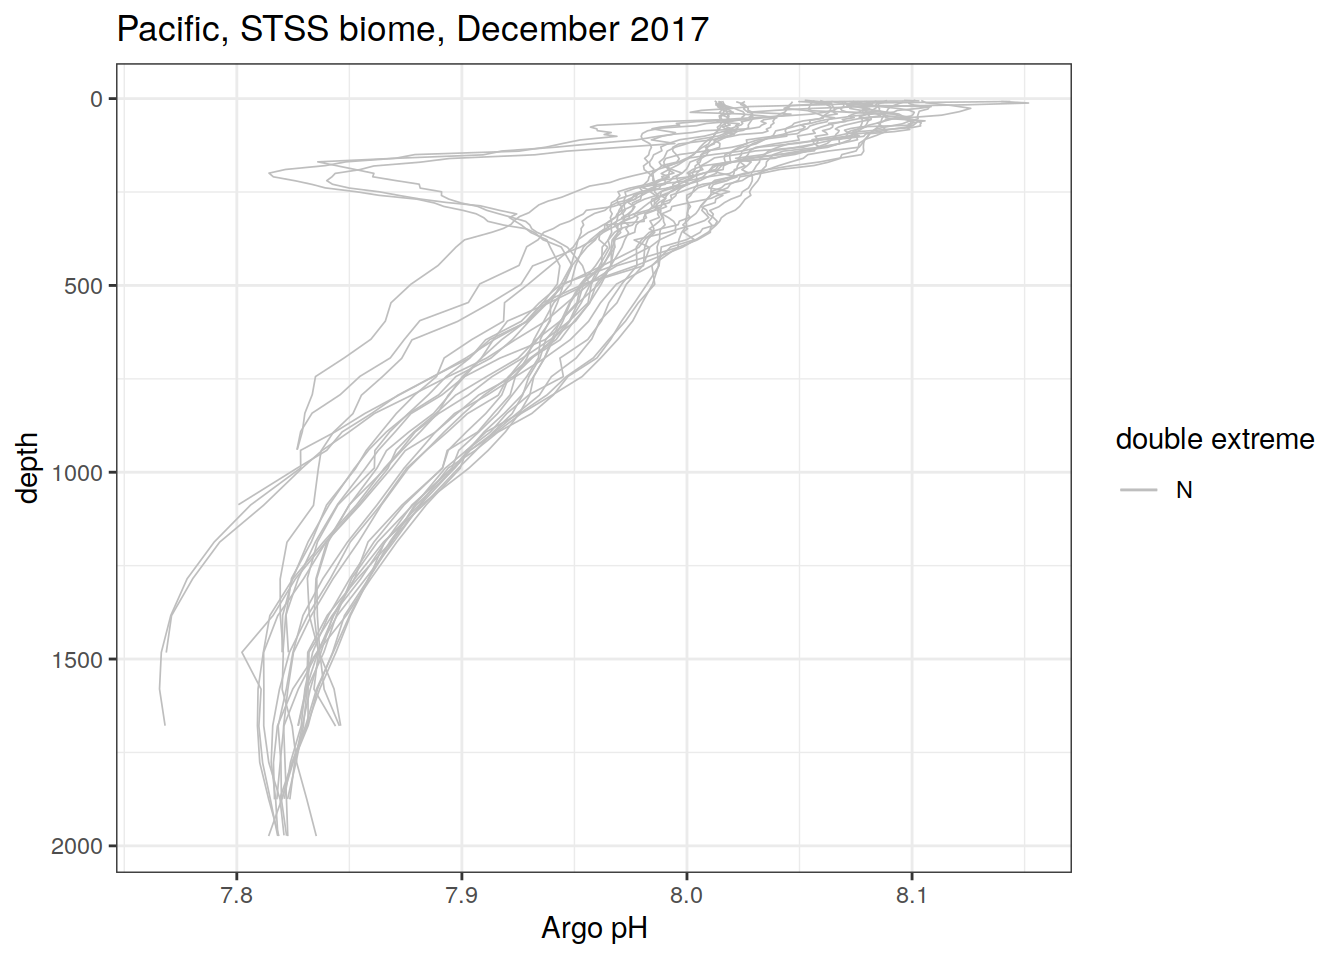 Pacific, STSS biome, December 2017
0
500
1000
1500
2000
depth
7.8
7.9
8.0
8.1
Argo pH
double extreme
N